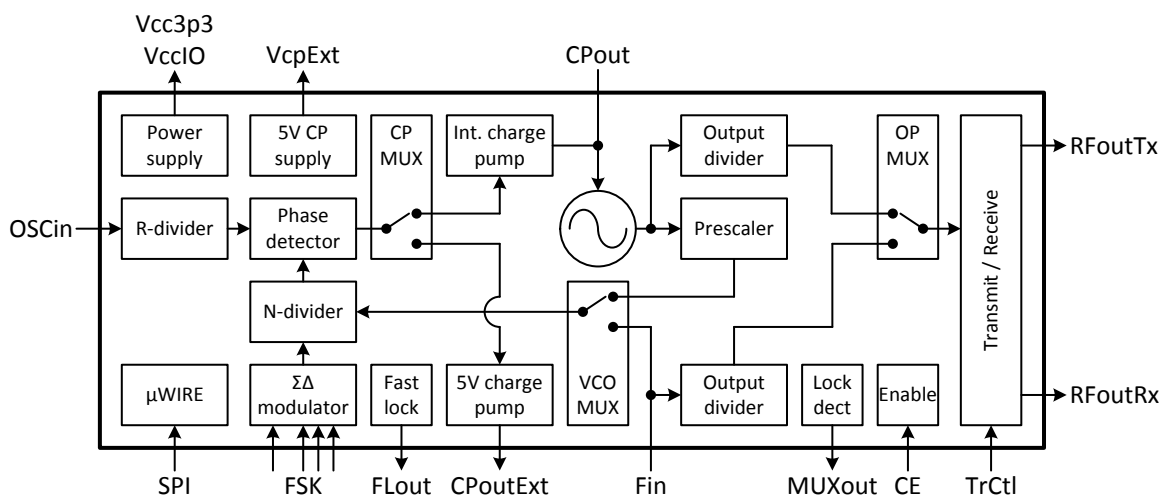 Vcc3p3
VccIO
VcpExt
CPout
Power
supply
5V CP
supply
CP
MUX
Int. charge
pump
Output
divider
OP
MUX
Transmit / Receive
RFoutTx
OSCin
R-divider
Phase
detector
Prescaler
N-divider
µWIRE
ΣΔ
modulator
Fast
lock
5V charge
pump
VCO
MUX
Output
divider
Lock
dect
Enable
RFoutRx
SPI
FSK
FLout
CPoutExt
Fin
MUXout
CE
TrCtl